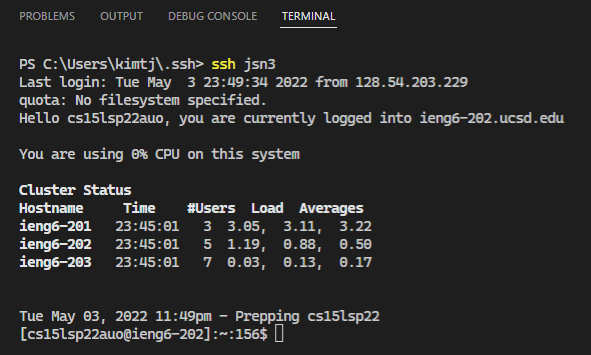 PROBLEMS OUTPUT DEBUG CONSOLE TERMINAL
PS C:\Users\kimtj\.ssh> ssh jsn3
Last login: Tue May  3 23:49:34 2022 from 128.54.203.229
quota: No filesystem specified.
Hello cs15lsp22auo, you are currently logged into ieng6-202.ucsd.edu
You are using 0% CPU on this system
Cluster Status
Hostname     Time    #Users  Load  Averages
ieng6-201   23:45:01   3  3.05,  3.11,  3.22
ieng6-202   23:45:01   5  1.19,  0.88,  0.50
ieng6-203   23:45:01   7  0.03,  0.13,  0.17
Tue May 03, 2022 11:49pm - Prepping cs15lsp22
[cs15lsp22auo@ieng6-202]:~:156$